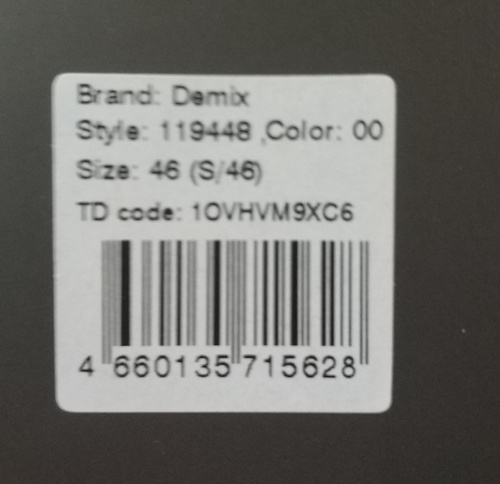 Brand: Demix
Style: 119448 ,Color: 00
Size: 46 (S/46)
TD code: 1OVHVM9XC6
4 660135 715628